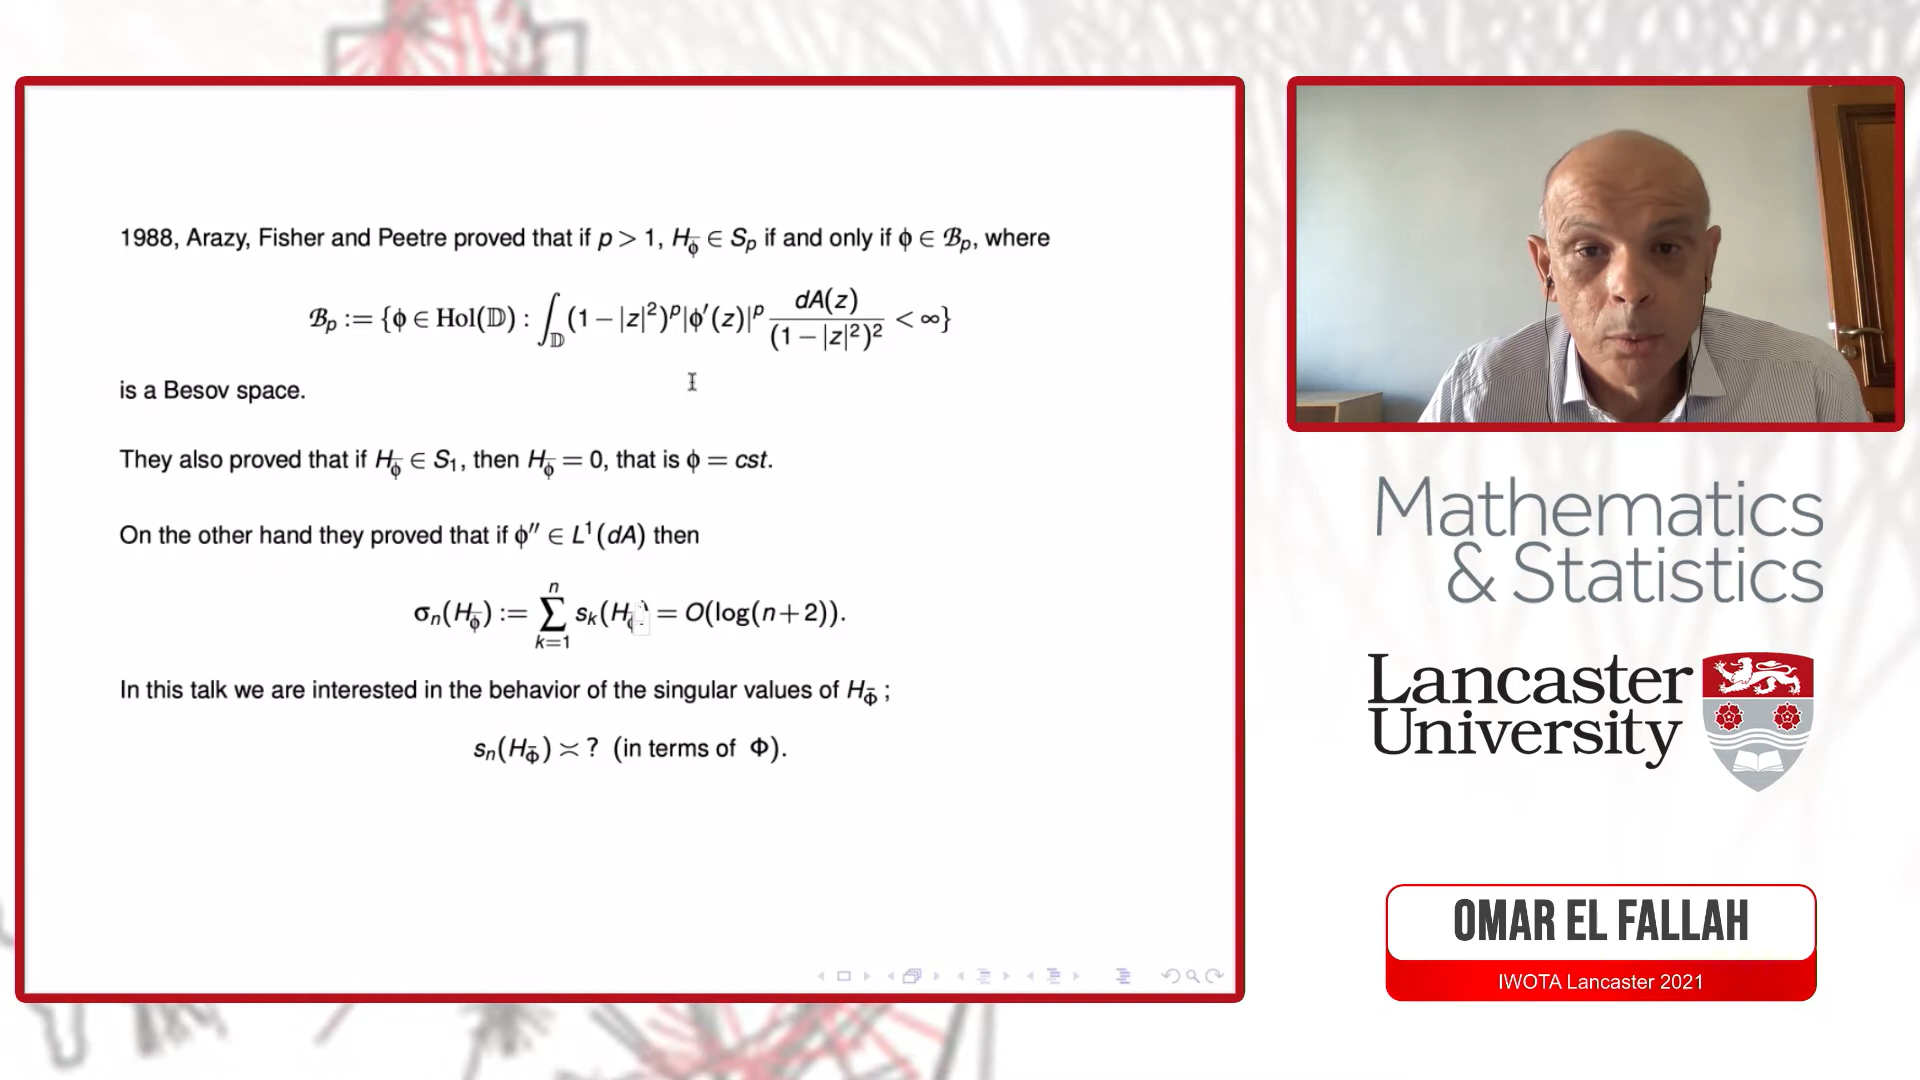 1988, Arazy, Fisher and Peetre proved that if p > 1, H_ϕ̄ ∈ S_p if and only if ϕ ∈ ℬ_p, where
ℬ_p := {ϕ ∈ Hol(𝔻) : ∫_𝔻 (1 − |z|²)^p |ϕ′(z)|^p dA(z) / (1 − |z|²)² < ∞}
is a Besov space.
They also proved that if H_ϕ̄ ∈ S₁, then H_ϕ̄ = 0, that is ϕ = cst.
On the other hand they proved that if ϕ″ ∈ L¹(dA) then
σ_n(H_ϕ̄) := ∑_{k=1}^{n} s_k(H_ϕ̄) = O(log(n + 2)).
In this talk we are interested in the behavior of the singular values of H_Φ̄ ;
s_n(H_Φ̄) ≍ ? (in terms of Φ).
Mathematics
& Statistics
Lancaster
University
OMAR EL FALLAH
IWOTA Lancaster 2021